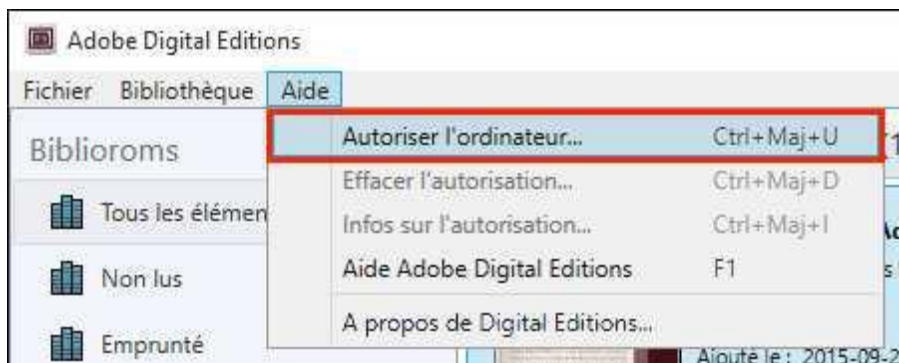 Adobe Digital Editions
Fichier Bibliothèque Aide
Biblioroms
Autoriser l'ordinateur... Ctrl+Maj+U
Effacer l'autorisation... Ctrl+Maj+D
Tous les élémen
Infos sur l'autorisation... Ctrl+Maj+I
Aide Adobe Digital Editions F1
Non lus
A propos de Digital Editions...
Emprunté
Ajouté le : 2015-09-2